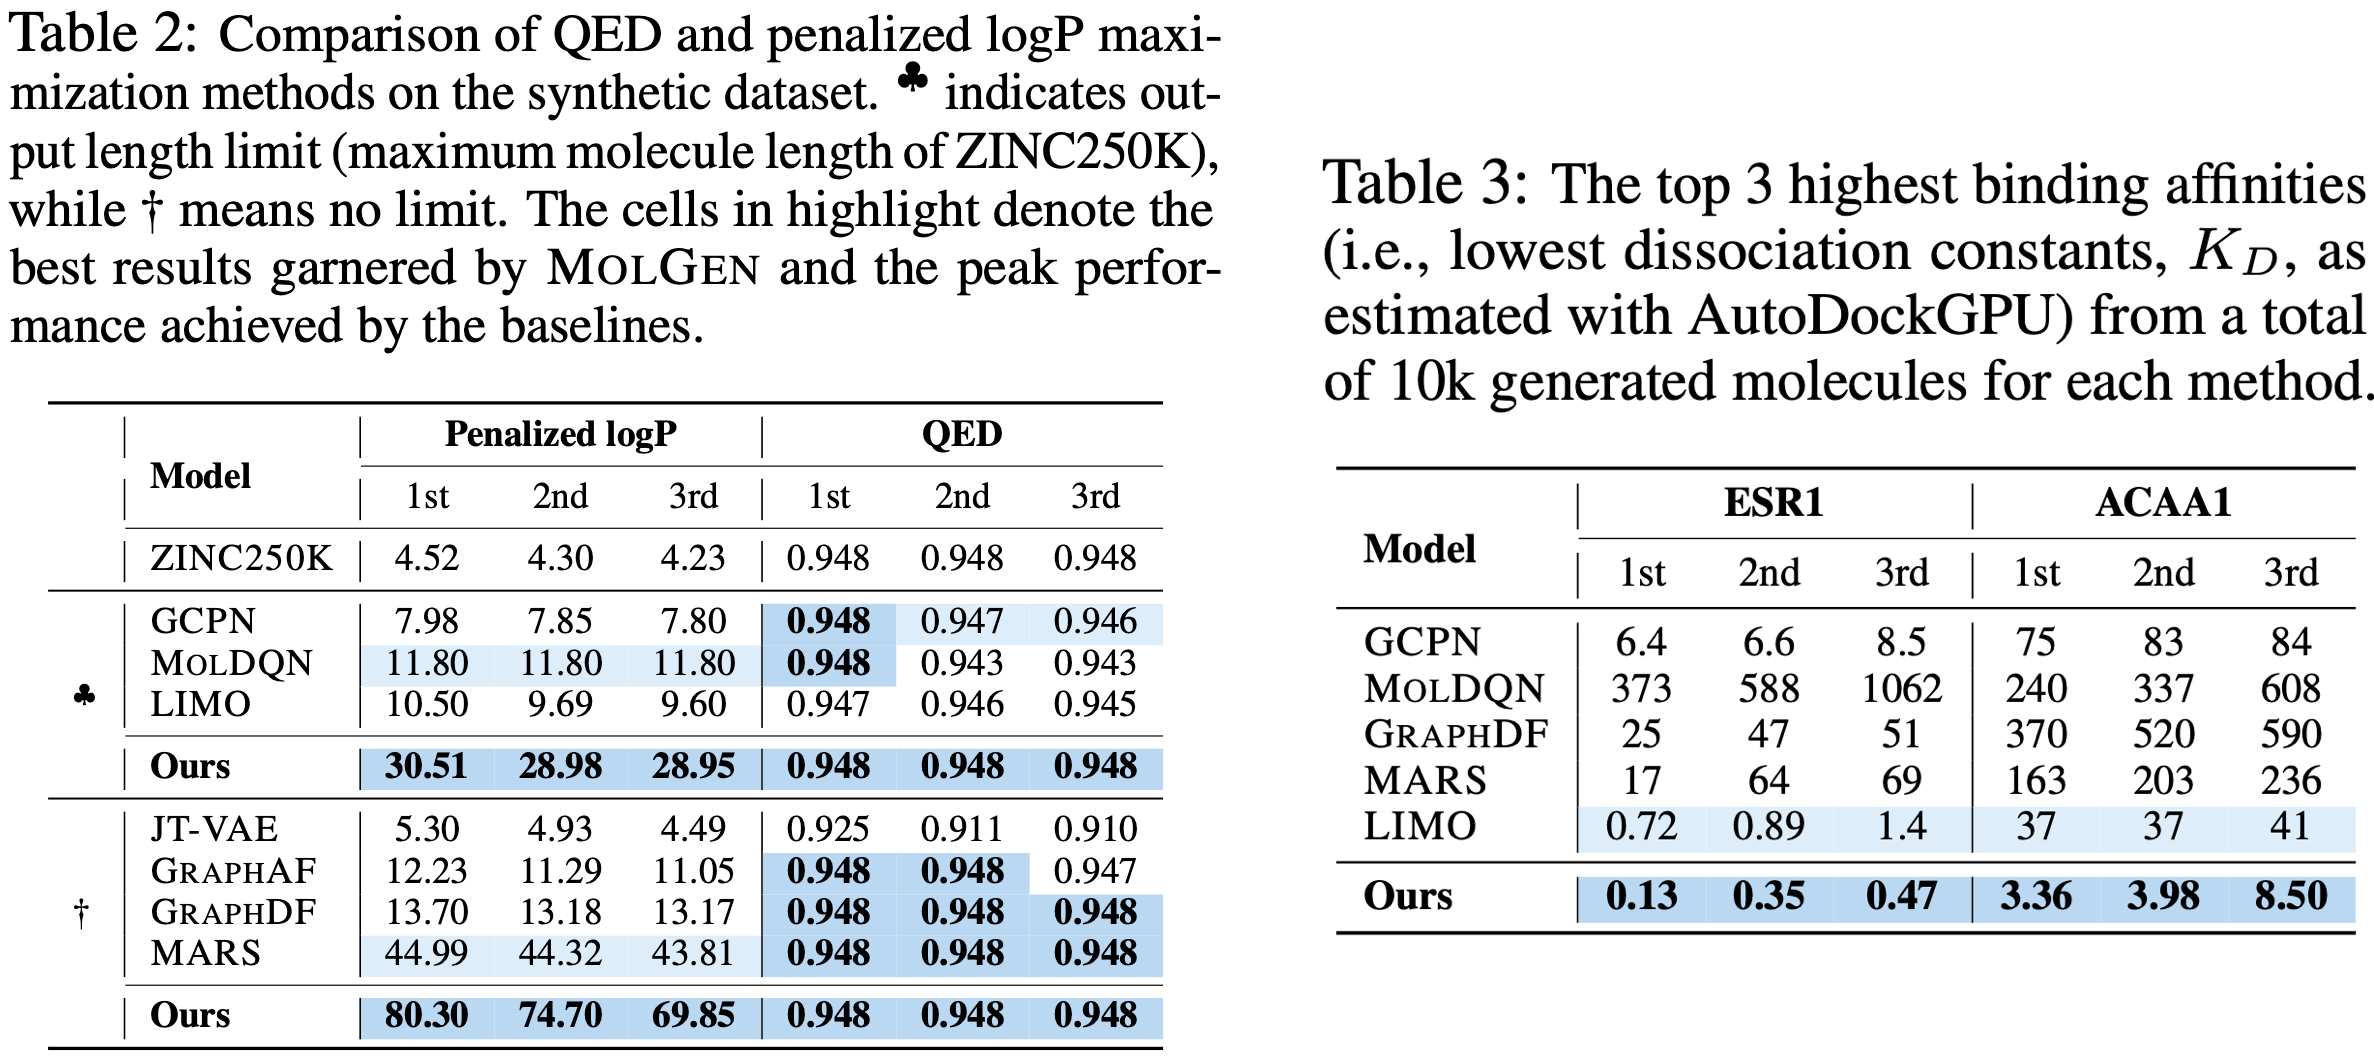 Table 2: Comparison of QED and penalized logP maxi-
mization methods on the synthetic dataset. ♣ indicates out-
put length limit (maximum molecule length of ZINC250K),
while † means no limit. The cells in highlight denote the
best results garnered by MOLGEN and the peak perfor-
mance achieved by the baselines.
Model Penalized logP QED
1st 2nd 3rd 1st 2nd 3rd
ZINC250K 4.52 4.30 4.23 0.948 0.948 0.948
♣
GCPN 7.98 7.85 7.80 0.948 0.947 0.946
MOLDQN 11.80 11.80 11.80 0.948 0.943 0.943
LIMO 10.50 9.69 9.60 0.947 0.946 0.945
Ours 30.51 28.98 28.95 0.948 0.948 0.948
†
JT-VAE 5.30 4.93 4.49 0.925 0.911 0.910
GRAPHAF 12.23 11.29 11.05 0.948 0.948 0.947
GRAPHDF 13.70 13.18 13.17 0.948 0.948 0.948
MARS 44.99 44.32 43.81 0.948 0.948 0.948
Ours 80.30 74.70 69.85 0.948 0.948 0.948
Table 3: The top 3 highest binding affinities
(i.e., lowest dissociation constants, K_D, as
estimated with AutoDockGPU) from a total
of 10k generated molecules for each method.
Model ESR1 ACAA1
1st 2nd 3rd 1st 2nd 3rd
GCPN 6.4 6.6 8.5 75 83 84
MOLDQN 373 588 1062 240 337 608
GRAPHDF 25 47 51 370 520 590
MARS 17 64 69 163 203 236
LIMO 0.72 0.89 1.4 37 37 41
Ours 0.13 0.35 0.47 3.36 3.98 8.50